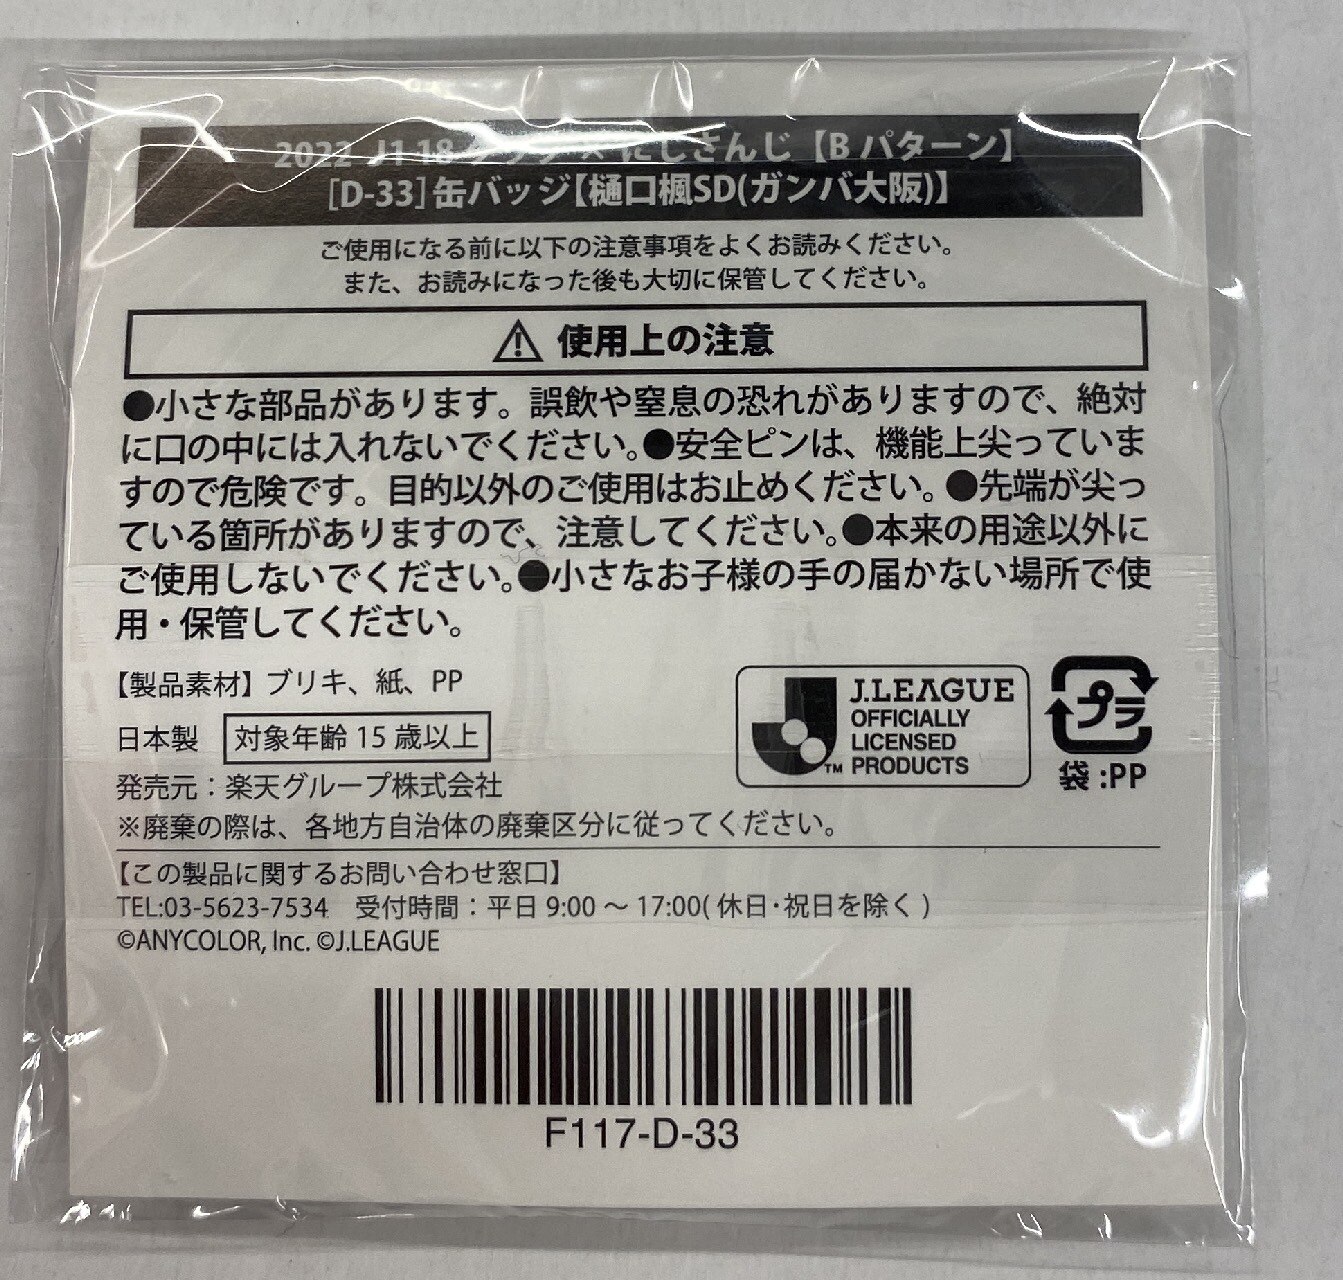 2022 J1 18クラブ×にじさんじ【Bパターン】
[D-33]缶バッジ【樋口楓SD(ガンバ大阪)】
ご使用になる前に以下の注意事項をよくお読みください。
また、お読みになった後も大切に保管してください。
使用上の注意
●小さな部品があります。誤飲や窒息の恐れがありますので、絶対
に口の中には入れないでください。●安全ピンは、機能上尖っていま
すので危険です。目的以外のご使用はお止めください。●先端が尖っ
ている箇所がありますので、注意してください。●本来の用途以外に
ご使用しないでください。●小さなお子様の手の届かない場所で使
用・保管してください。
【製品素材】ブリキ、紙、PP
日本製 対象年齢15歳以上
発売元:楽天グループ株式会社
※廃棄の際は、各地方自治体の廃棄区分に従ってください。
J.LEAGUE
OFFICIALLY
LICENSED
PRODUCTS
TM
プラ
袋:PP
【この製品に関するお問い合わせ窓口】
TEL:03-5623-7534 受付時間:平日9:00～17:00(休日・祝日を除く)
©ANYCOLOR, Inc. ©J.LEAGUE
F117-D-33